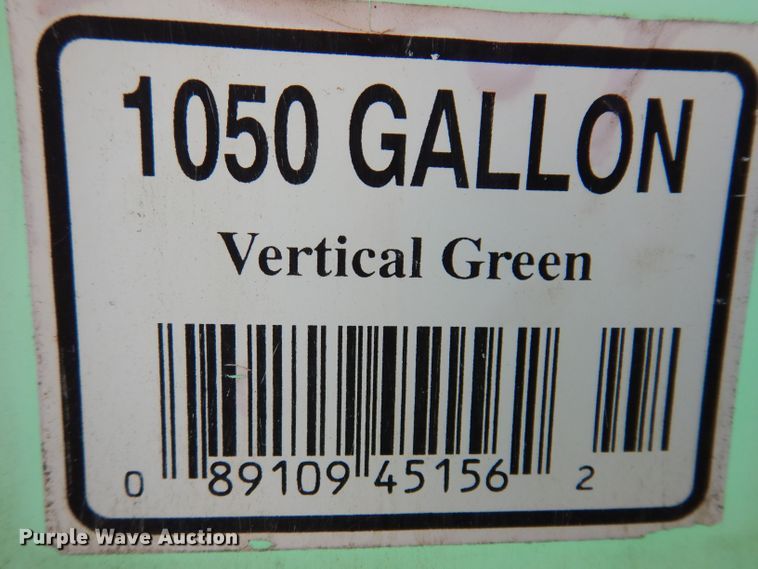 1050 GALLON
Vertical Green
0 89109 45156 2
Purple Wave Auction